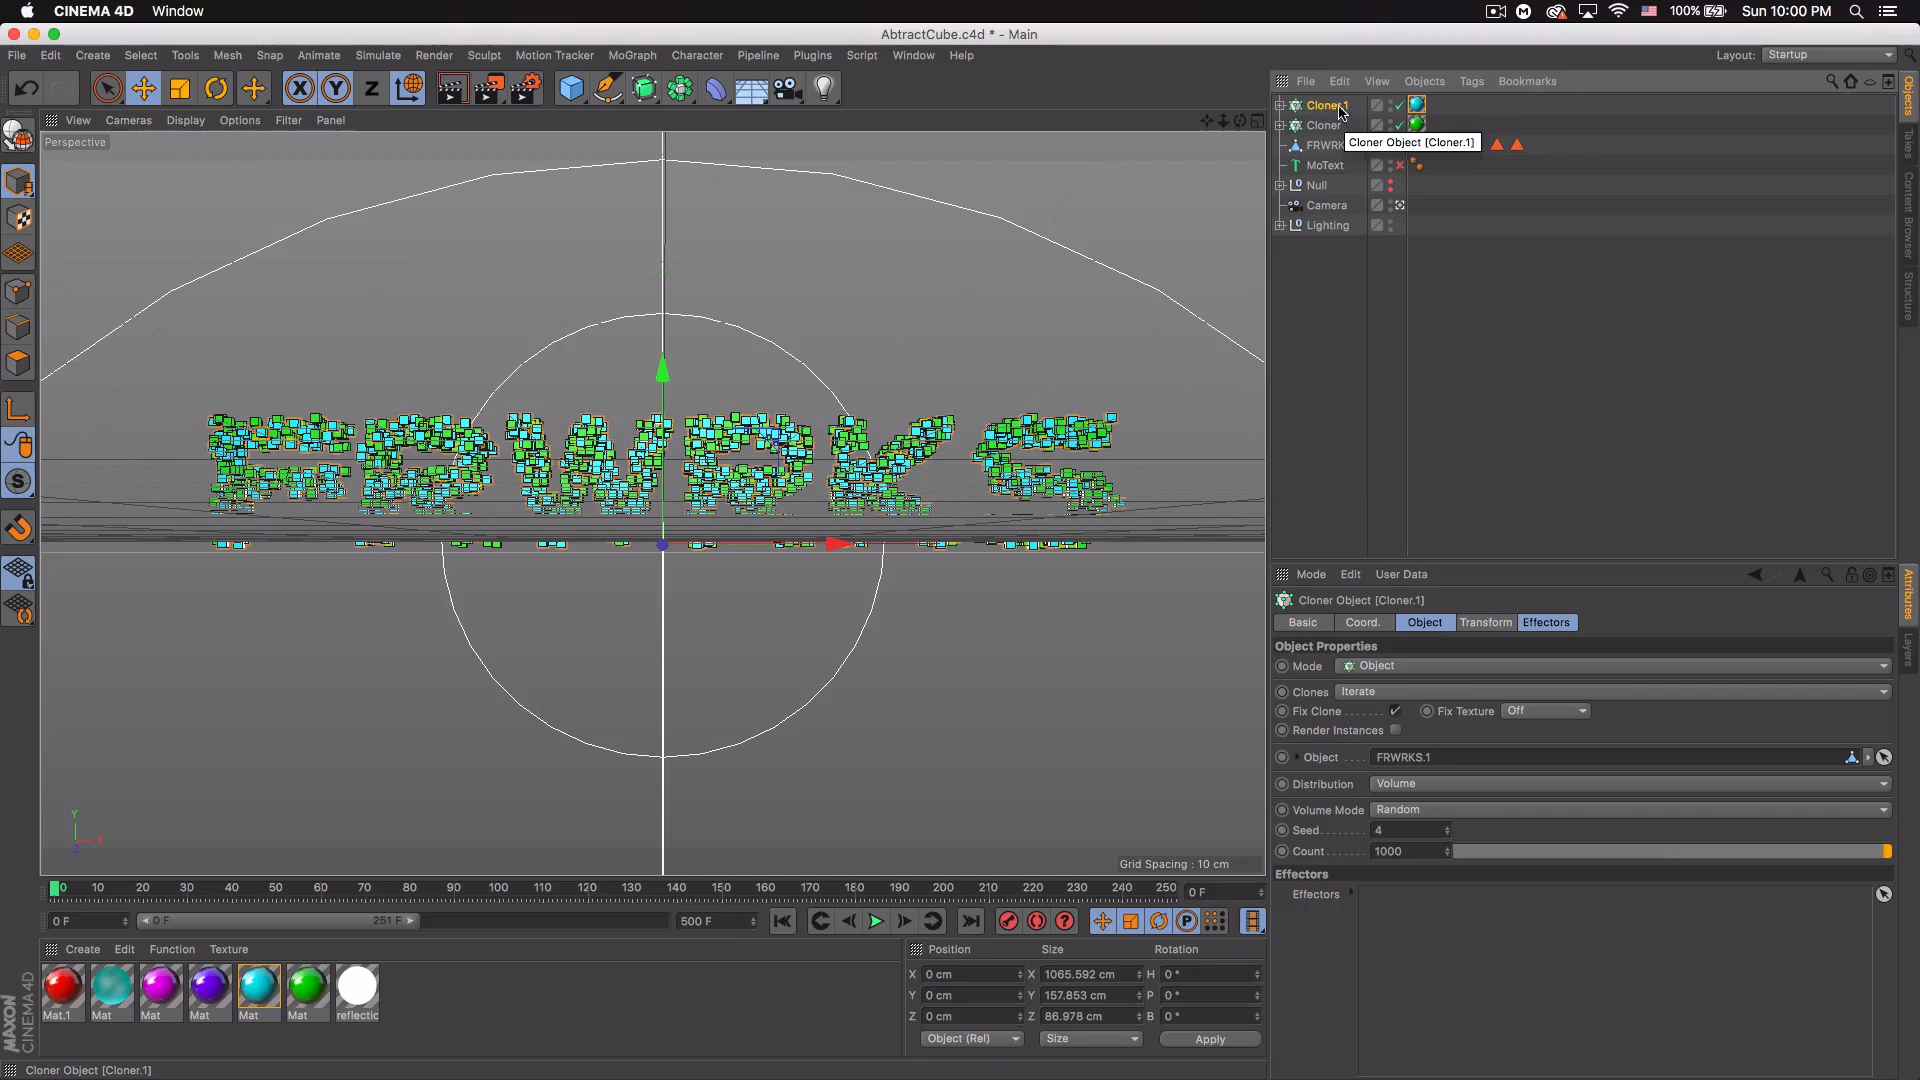 CINEMA 4D Window
100% Sun 10:00 PM
AbtractCube.c4d * - Main
File Edit Create Select Tools Mesh Snap Animate Simulate Render Sculpt Motion Tracker MoGraph Character Pipeline Plugins Script Window Help
Layout: Startup
X Y Z
File Edit View Objects Tags Bookmarks
View Cameras Display Options Filter Panel
Perspective
Cloner.1
Cloner
Cloner Object [Cloner.1]
FRWRK
MoText
Null
Camera
Lighting
Objects
Takes
Content Browser
Structure
FRWRKS
Y
X
Z
Grid Spacing : 10 cm
Mode Edit User Data
Cloner Object [Cloner.1]
Basic Coord. Object Transform Effectors
Object Properties
Mode Object
Clones Iterate
Fix Clone Fix Texture Off
Render Instances
Object FRWRKS.1
Distribution Volume
Volume Mode Random
Seed 4
Count 1000
Effectors
Effectors
Attributes
Layers
0 10 20 30 40 50 60 70 80 90 100 110 120 130 140 150 160 170 180 190 200 210 220 230 240 250 0 F
0 F 0 F 251 F 500 F
Create Edit Function Texture
Mat.1 Mat Mat Mat Mat Mat reflectic
Position Size Rotation
X 0 cm X 1065.592 cm H 0 °
Y 0 cm Y 157.853 cm P 0 °
Z 0 cm Z 86.978 cm B 0 °
Object (Rel) Size Apply
MAXON
CINEMA 4D
Cloner Object [Cloner.1]